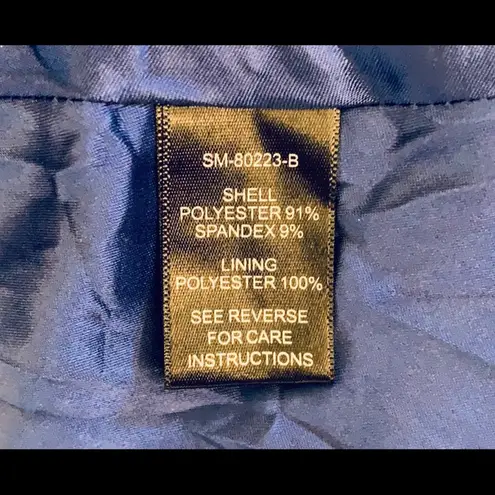 SM-80223-B
SHELL
POLYESTER 91%
SPANDEX 9%
LINING
POLYESTER 100%
SEE REVERSE
FOR CARE
INSTRUCTIONS